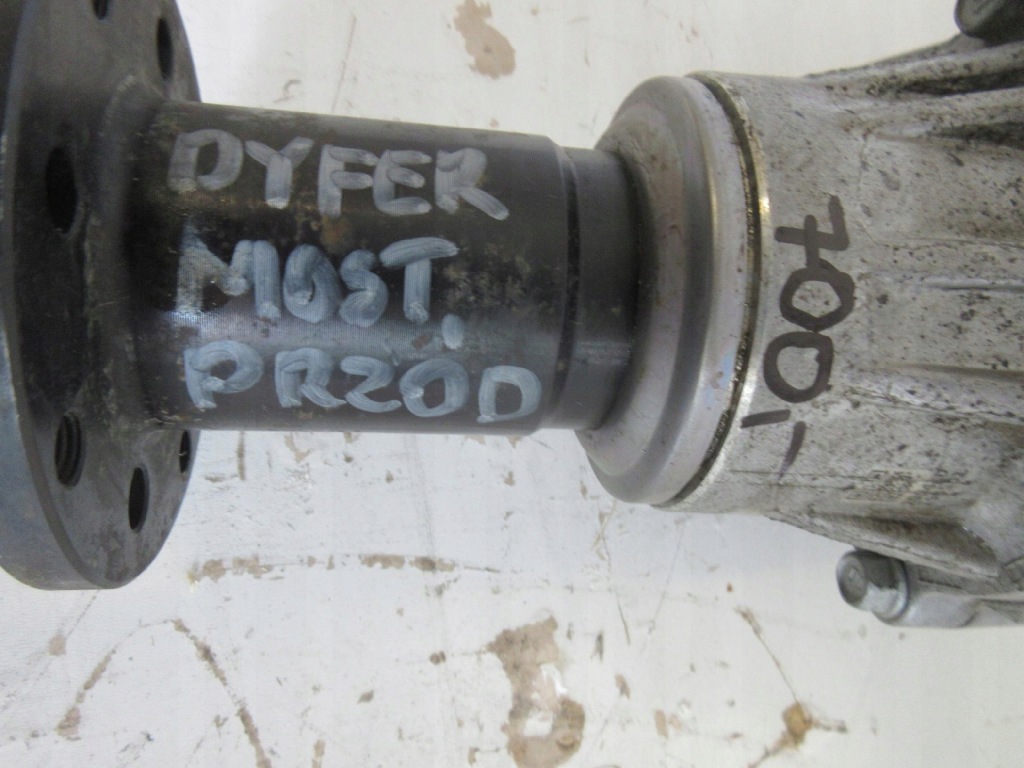 DYFER
MOST.
PRZOD
700,-